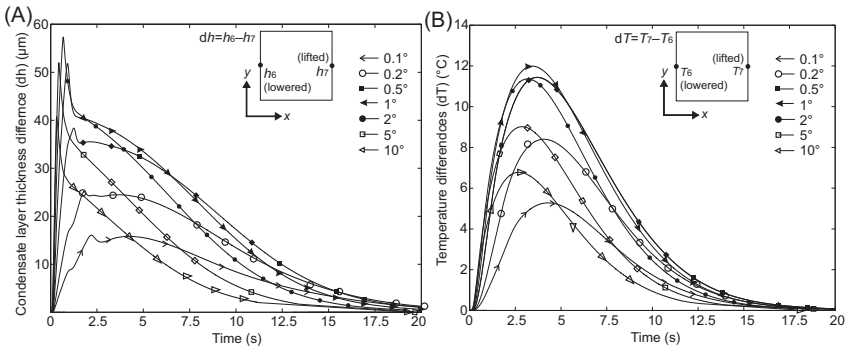 (A)
Condensate layer thickness differnce (dh) (μm)
60
50
40
30
20
10
2.5
5
7.5
10
12.5
15
17.5
20
Time (s)
dh=h6–h7
(lifted)
h6
h7
(lowered)
y
x
0.1°
0.2°
0.5°
1°
2°
5°
10°
(B)
Temperature differendoes (dT) (°C)
14
12
10
8
6
4
2
0
2.5
5
7.5
10
12.5
15
17.5
20
Time (s)
dT=T7–T6
(lifted)
T6
T7
(lowered)
y
x
0.1°
0.2°
0.5°
1°
2°
5°
10°